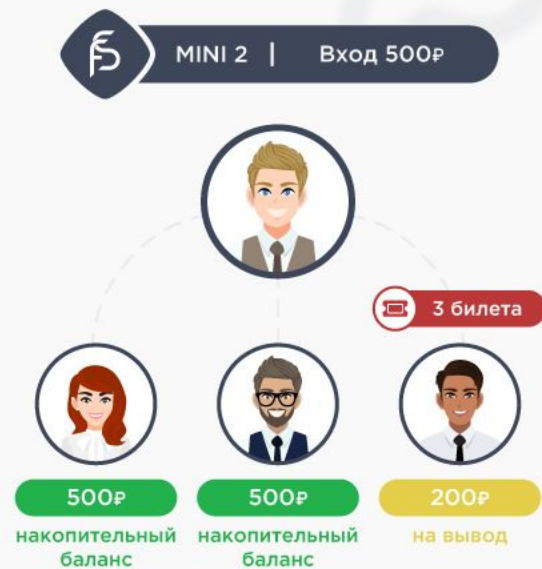 MINI 2 | Вход 500₽
3 билета
500₽ 500₽ 200₽
накопительный накопительный на вывод
баланс баланс